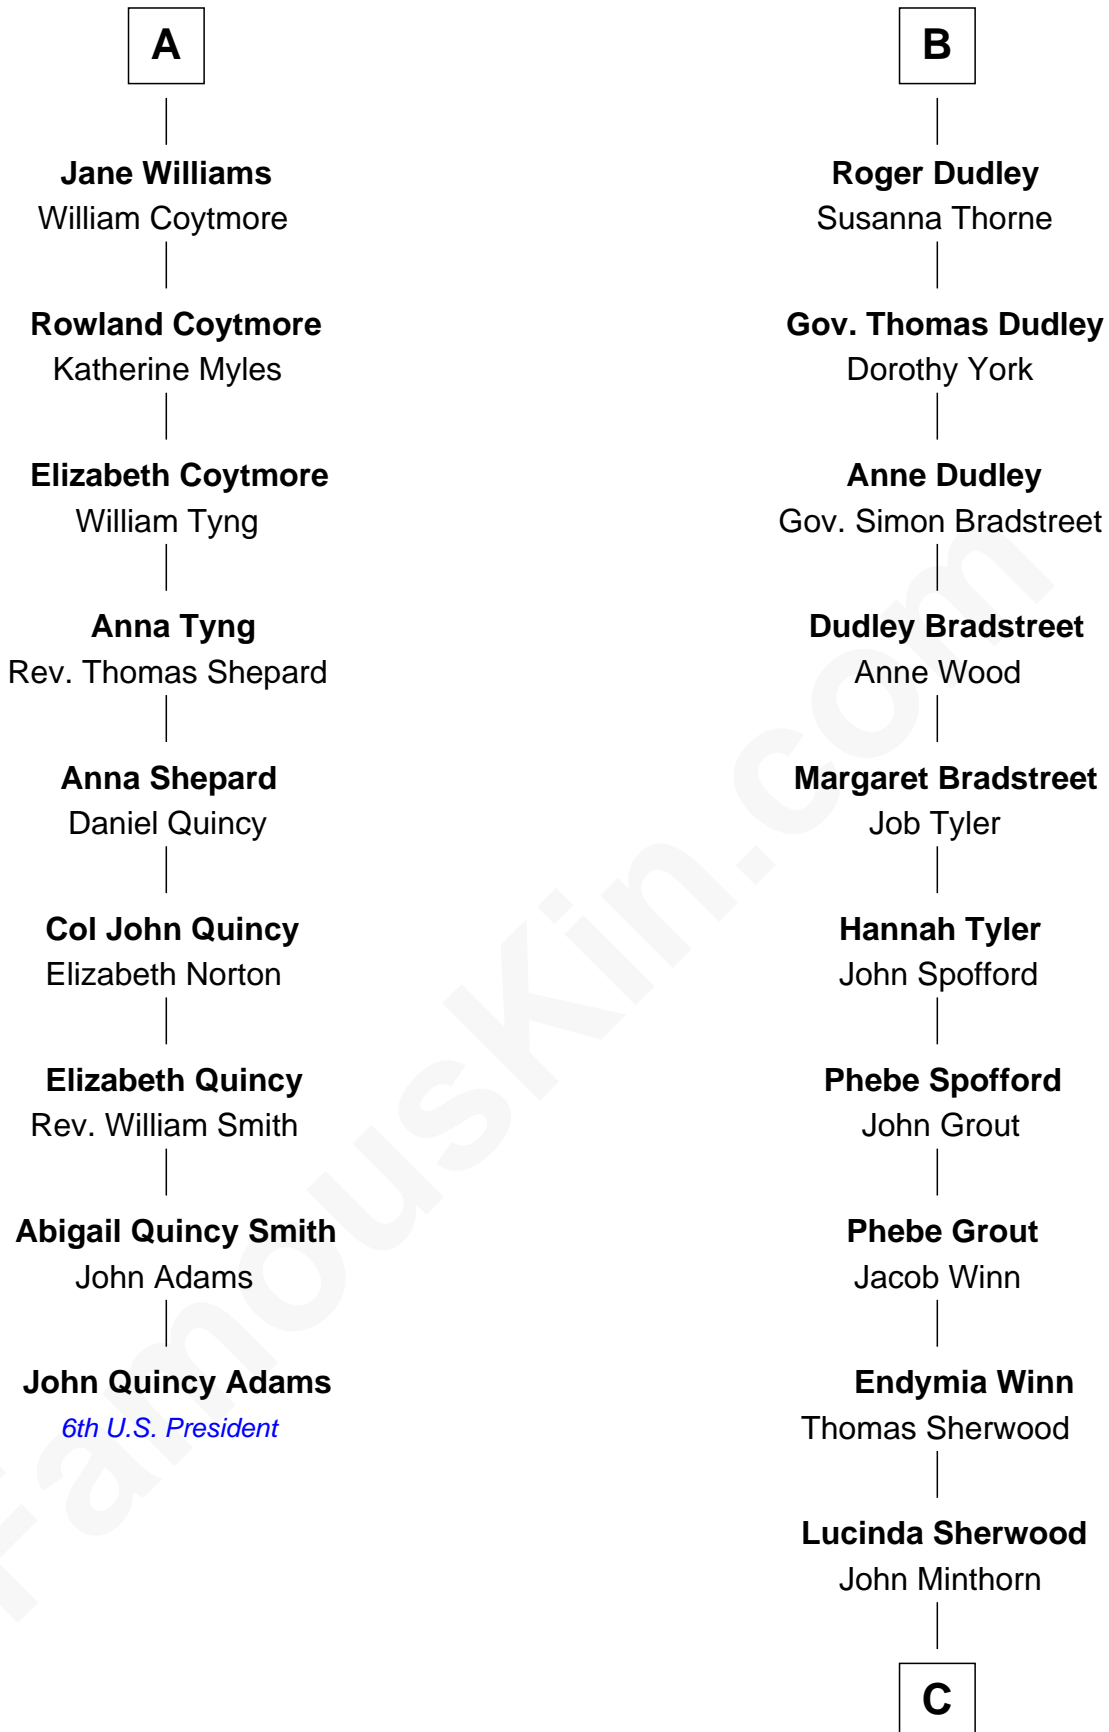 A
Jane Williams
William Coytmore
Rowland Coytmore
Katherine Myles
Elizabeth Coytmore
William Tyng
Anna Tyng
Rev. Thomas Shepard
Anna Shepard
Daniel Quincy
Col John Quincy
Elizabeth Norton
Elizabeth Quincy
Rev. William Smith
Abigail Quincy Smith
John Adams
John Quincy Adams
6th U.S. President
B
Roger Dudley
Susanna Thorne
Gov. Thomas Dudley
Dorothy York
Anne Dudley
Gov. Simon Bradstreet
Dudley Bradstreet
Anne Wood
Margaret Bradstreet
Job Tyler
Hannah Tyler
John Spofford
Phebe Spofford
John Grout
Phebe Grout
Jacob Winn
Endymia Winn
Thomas Sherwood
Lucinda Sherwood
John Minthorn
C
FamousKin.com